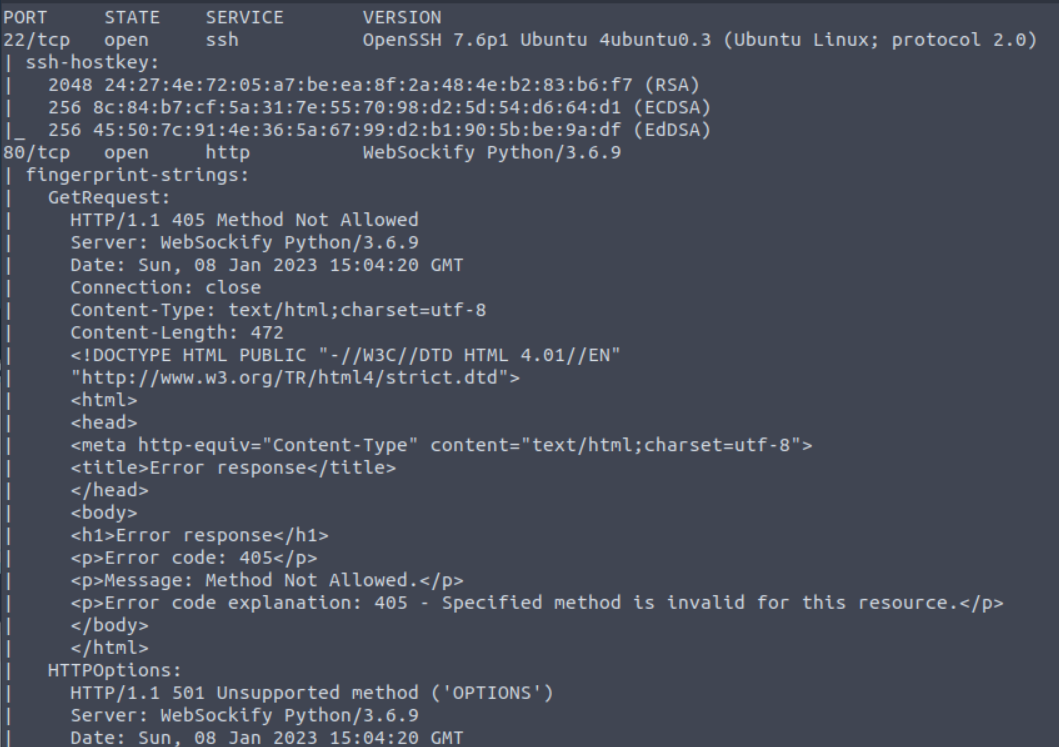 PORT STATE SERVICE VERSION
22/tcp open ssh OpenSSH 7.6p1 Ubuntu 4ubuntu0.3 (Ubuntu Linux; protocol 2.0)
| ssh-hostkey:
| 2048 24:27:4e:72:05:a7:be:ea:8f:2a:48:4e:b2:83:b6:f7 (RSA)
| 256 8c:84:b7:cf:5a:31:7e:55:70:98:d2:5d:54:d6:64:d1 (ECDSA)
|_ 256 45:50:7c:91:4e:36:5a:67:99:d2:b1:90:5b:be:9a:df (EdDSA)
80/tcp open http WebSockify Python/3.6.9
| fingerprint-strings:
| GetRequest:
| HTTP/1.1 405 Method Not Allowed
| Server: WebSockify Python/3.6.9
| Date: Sun, 08 Jan 2023 15:04:20 GMT
| Connection: close
| Content-Type: text/html;charset=utf-8
| Content-Length: 472
| <!DOCTYPE HTML PUBLIC "-//W3C//DTD HTML 4.01//EN"
| "http://www.w3.org/TR/html4/strict.dtd">
| <html>
| <head>
| <meta http-equiv="Content-Type" content="text/html;charset=utf-8">
| <title>Error response</title>
| </head>
| <body>
| <h1>Error response</h1>
| <p>Error code: 405</p>
| <p>Message: Method Not Allowed.</p>
| <p>Error code explanation: 405 - Specified method is invalid for this resource.</p>
| </body>
| </html>
| HTTPOptions:
| HTTP/1.1 501 Unsupported method ('OPTIONS')
| Server: WebSockify Python/3.6.9
| Date: Sun, 08 Jan 2023 15:04:20 GMT